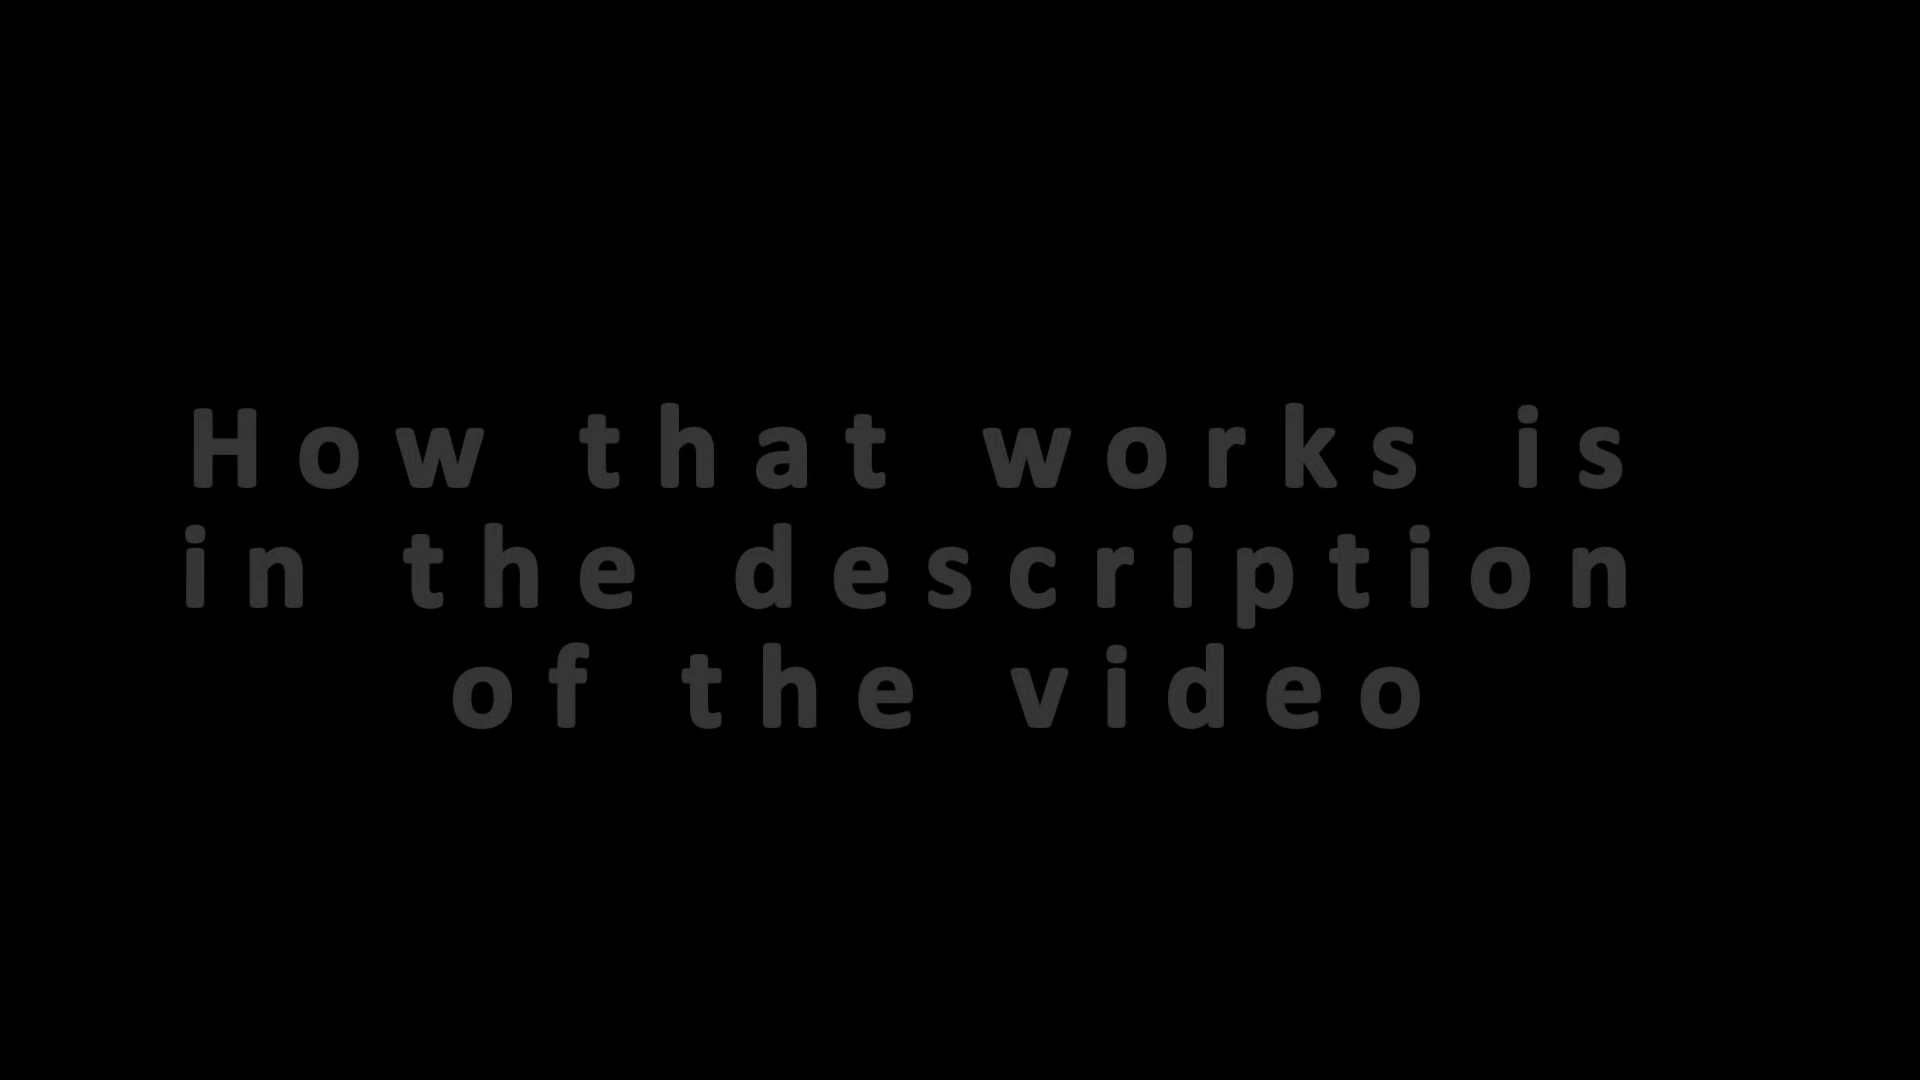 How that works is
in the description
of the video